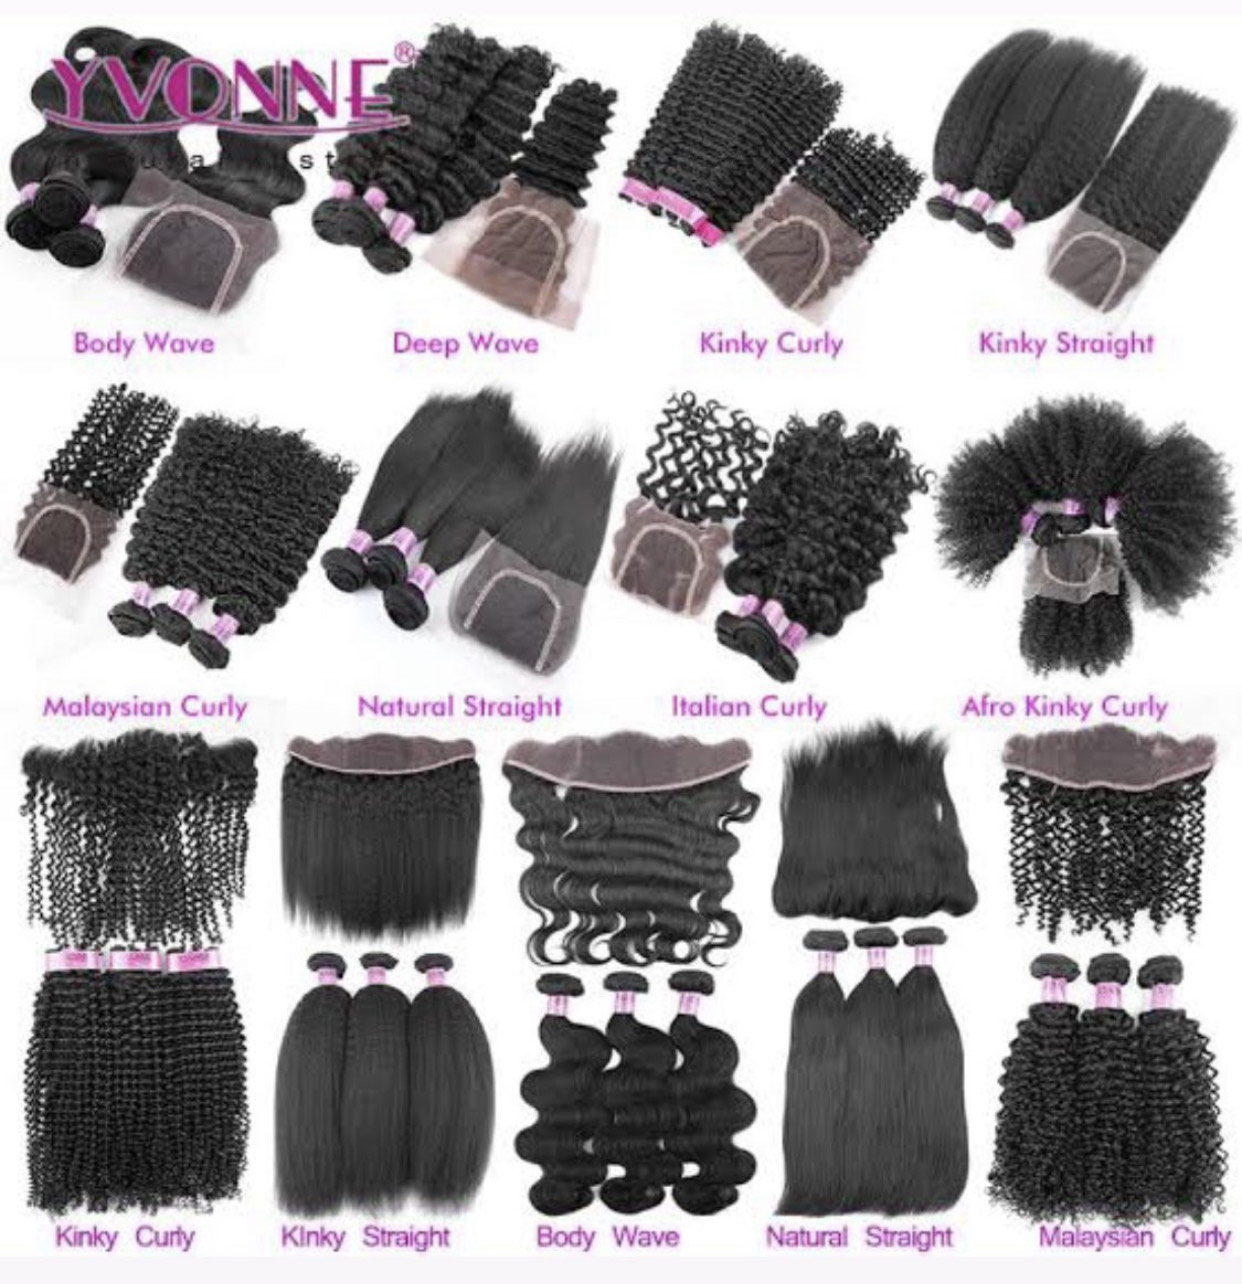 YVONNE®
Body Wave
Deep Wave
Kinky Curly
Kinky Straight
Malaysian Curly
Natural Straight
Italian Curly
Afro Kinky Curly
Kinky Curly
KInky Straight
Body Wave
Natural Straight
Malaysian Curly